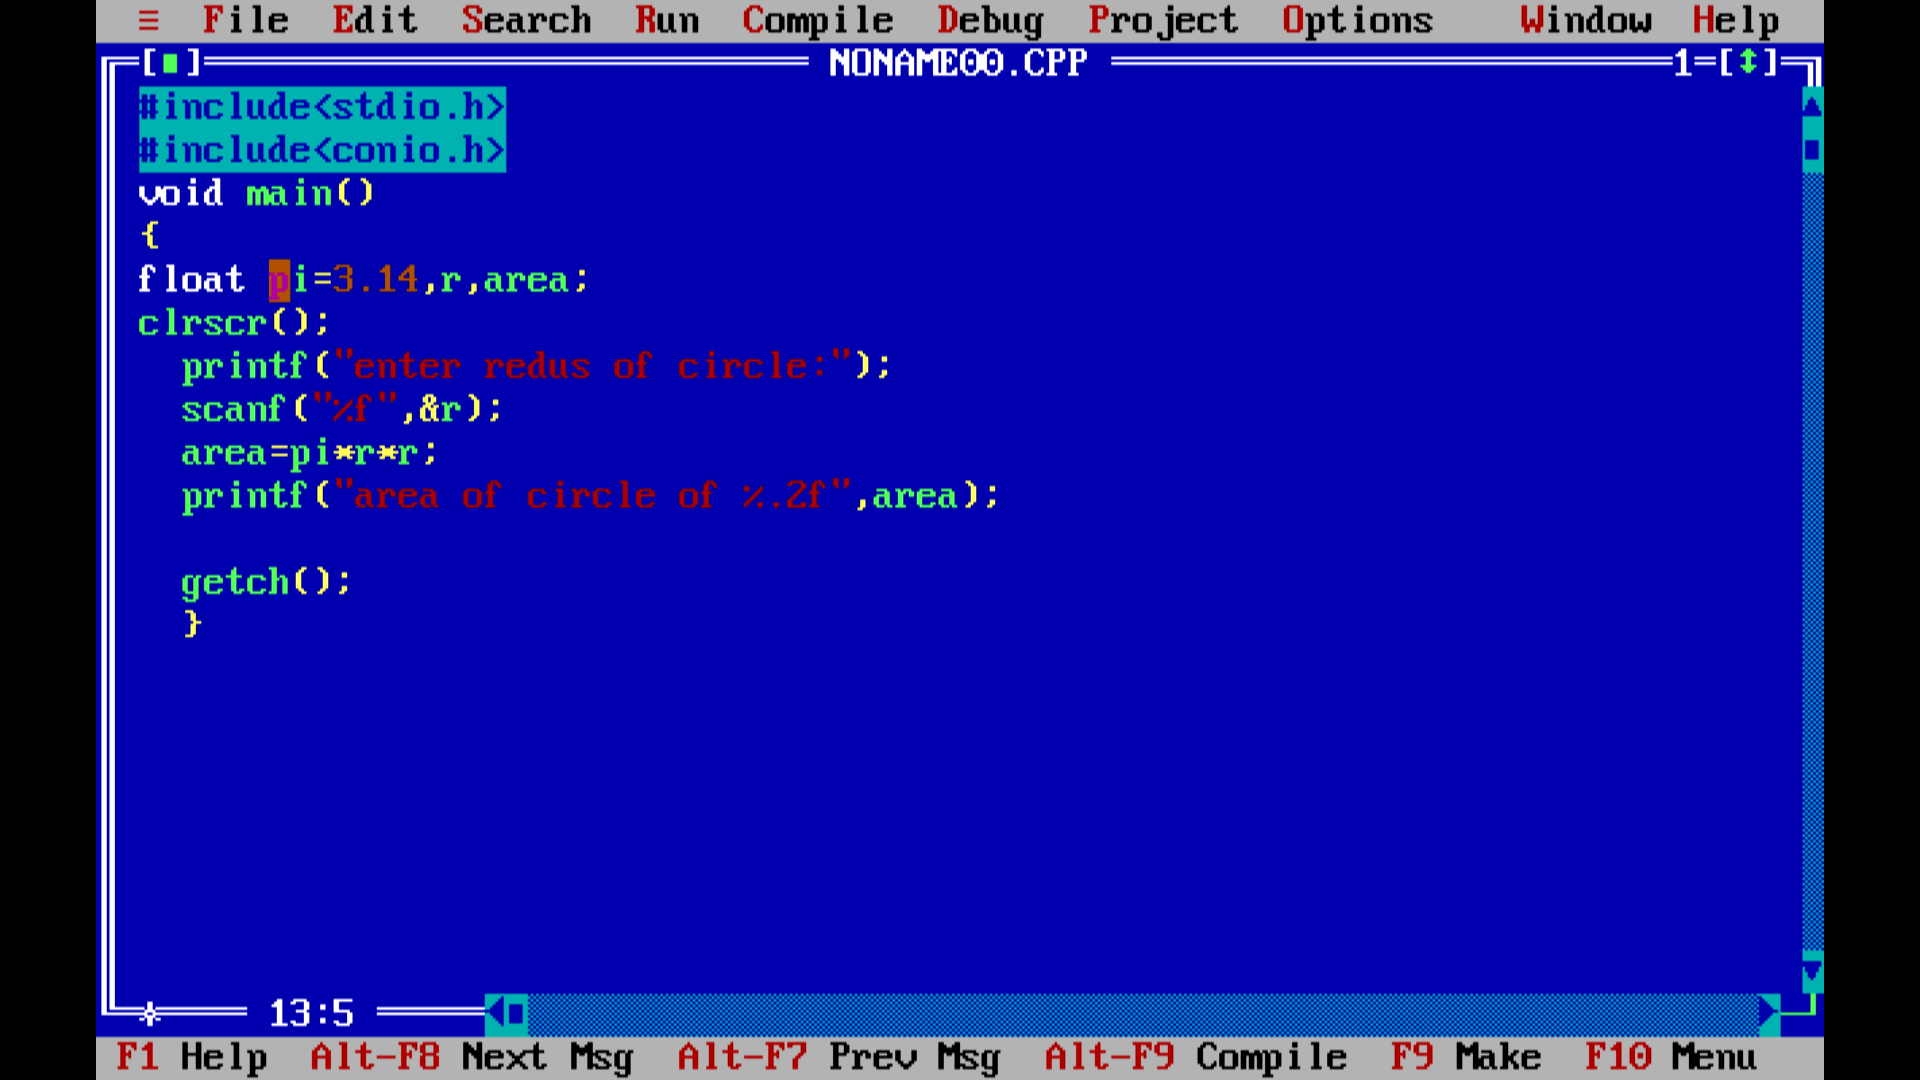 ≡ File Edit Search Run Compile Debug Project Options Window Help
[■] NONAME00.CPP 1=[↕]
#include<stdio.h>
#include<conio.h>
void main()
{
float pi=3.14,r,area;
clrscr();
printf("enter redus of circle:");
scanf("%f",&r);
area=pi*r*r;
printf("area of circle of %.2f",area);
getch();
}
13:5
F1 Help Alt-F8 Next Msg Alt-F7 Prev Msg Alt-F9 Compile F9 Make F10 Menu